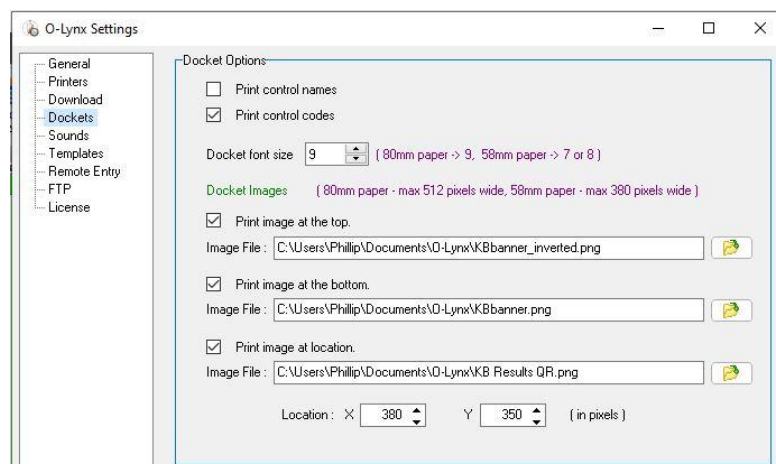 O-Lynx Settings
General
Printers
Download
Dockets
Sounds
Templates
Remote Entry
FTP
License
Docket Options
Print control names
Print control codes
Docket font size 9 ( 80mm paper -> 9, 58mm paper -> 7 or 8 )
Docket Images ( 80mm paper - max 512 pixels wide, 58mm paper - max 380 pixels wide )
Print image at the top.
Image File : C:\Users\Phillip\Documents\O-Lynx\KBbanner_inverted.png
Print image at the bottom.
Image File : C:\Users\Phillip\Documents\O-Lynx\KBbanner.png
Print image at location.
Image File : C:\Users\Phillip\Documents\O-Lynx\KB Results QR.png
Location : X 380 Y 350 ( in pixels )